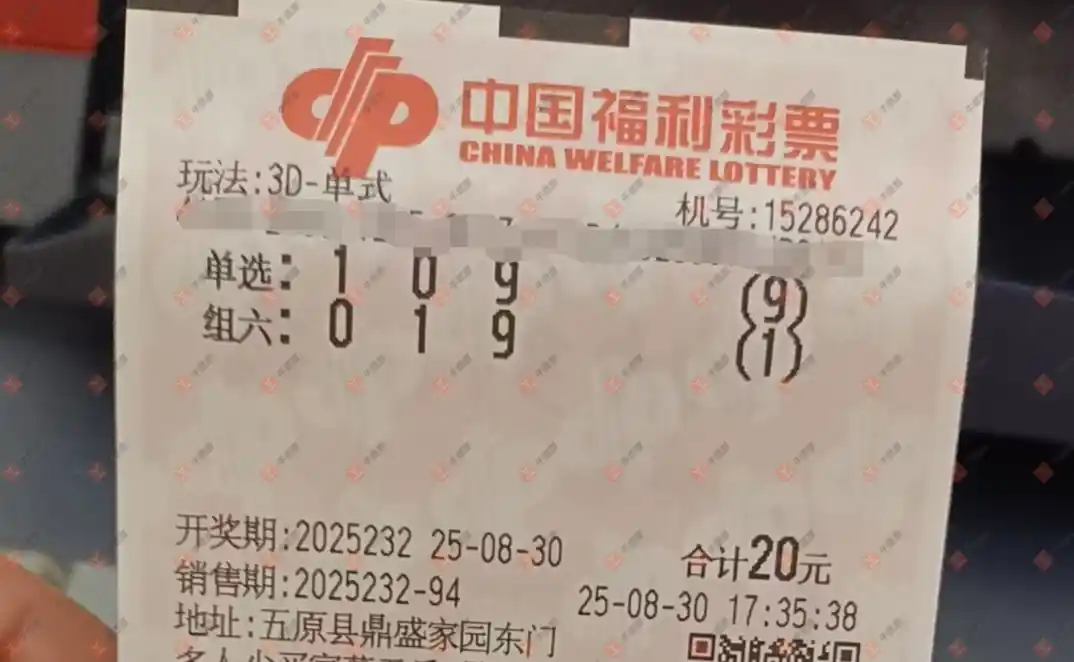 中国福利彩票
CHINA WELFARE LOTTERY
玩法:3D-单式
机号:15286242
单选: 1 0 9 (9)
组六: 0 1 9 (1)
开奖期:2025232 25-08-30 合计20元
销售期:2025232-94 25-08-30 17:35:38
地址:五原县鼎盛家园东门